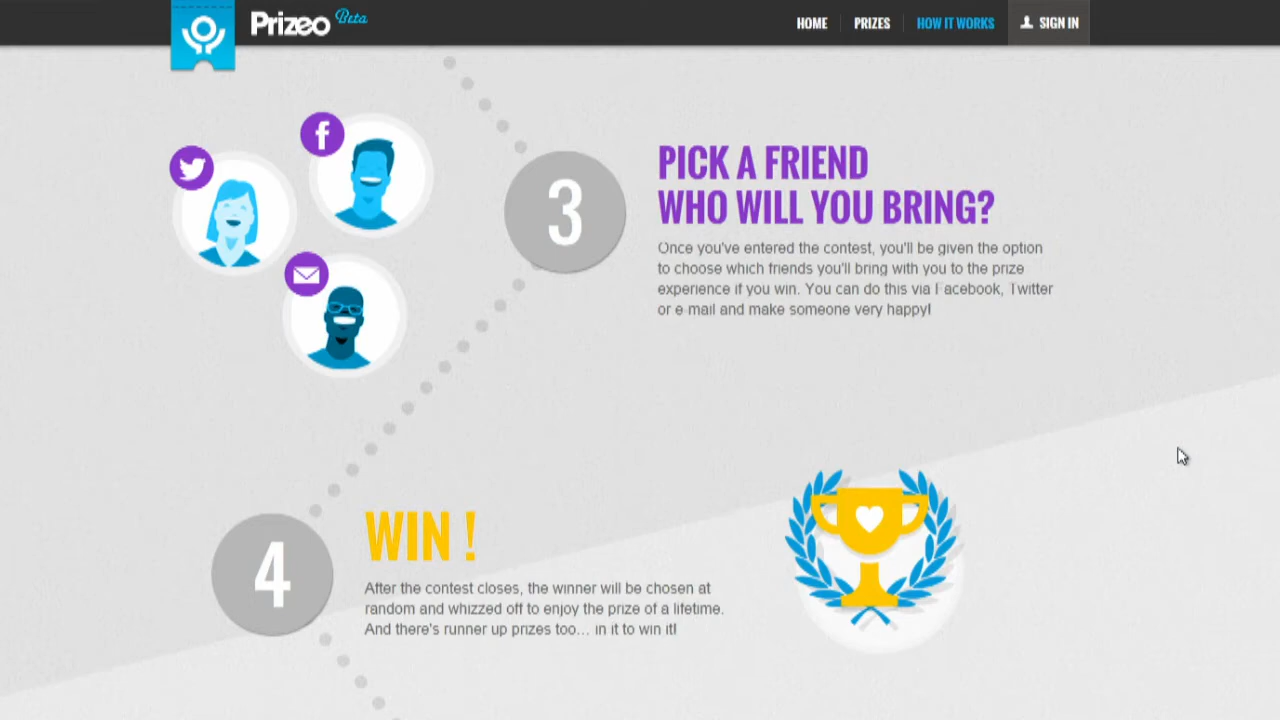 Prizeo Beta
HOME
PRIZES
HOW IT WORKS
SIGN IN
f
3
PICK A FRIEND
WHO WILL YOU BRING?
Once you've entered the contest, you'll be given the option
to choose which friends you'll bring with you to the prize
experience if you win. You can do this via Facebook, Twitter
or e-mail and make someone very happy!
4
WIN !
After the contest closes, the winner will be chosen at
random and whizzed off to enjoy the prize of a lifetime.
And there's runner up prizes too... in it to win it!